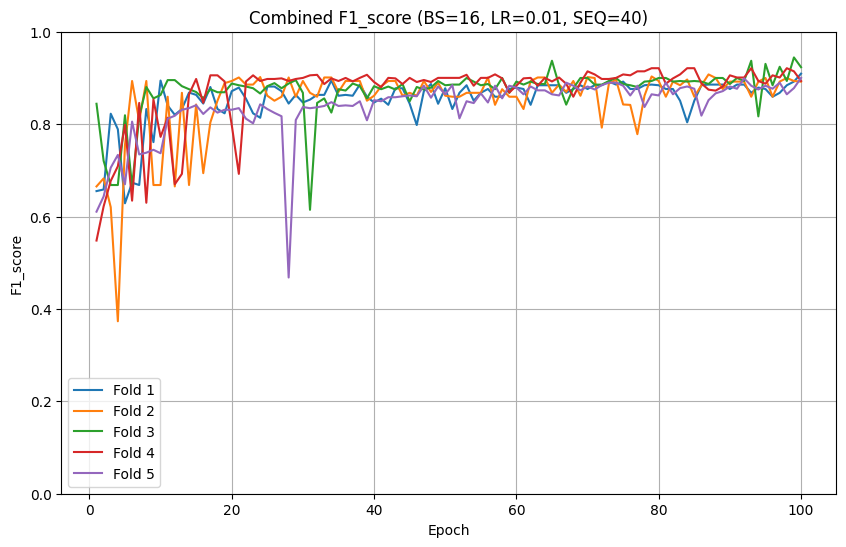 Combined F1_score (BS=16, LR=0.01, SEQ=40)
1.0
0.8
0.6
0.4
0.2
0.0
F1_score
Fold 1
Fold 2
Fold 3
Fold 4
Fold 5
0 20 40 60 80 100
Epoch